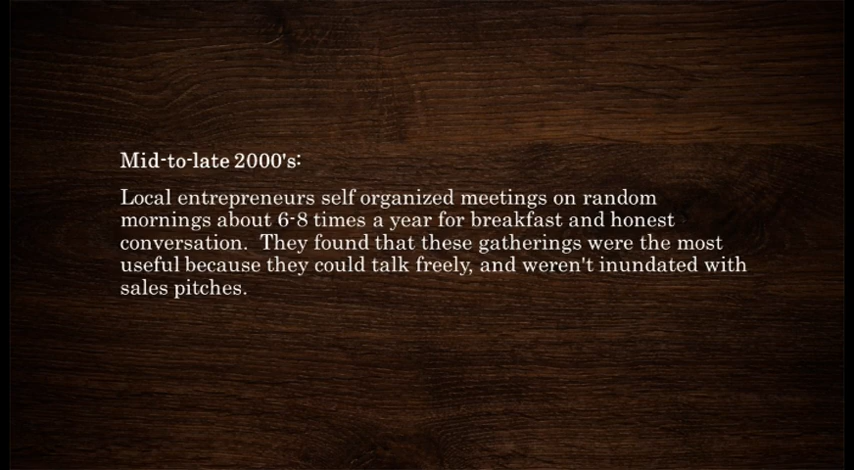 Mid-to-late 2000's:
Local entrepreneurs self organized meetings on random
mornings about 6-8 times a year for breakfast and honest
conversation.  They found that these gatherings were the most
useful because they could talk freely, and weren't inundated with
sales pitches.